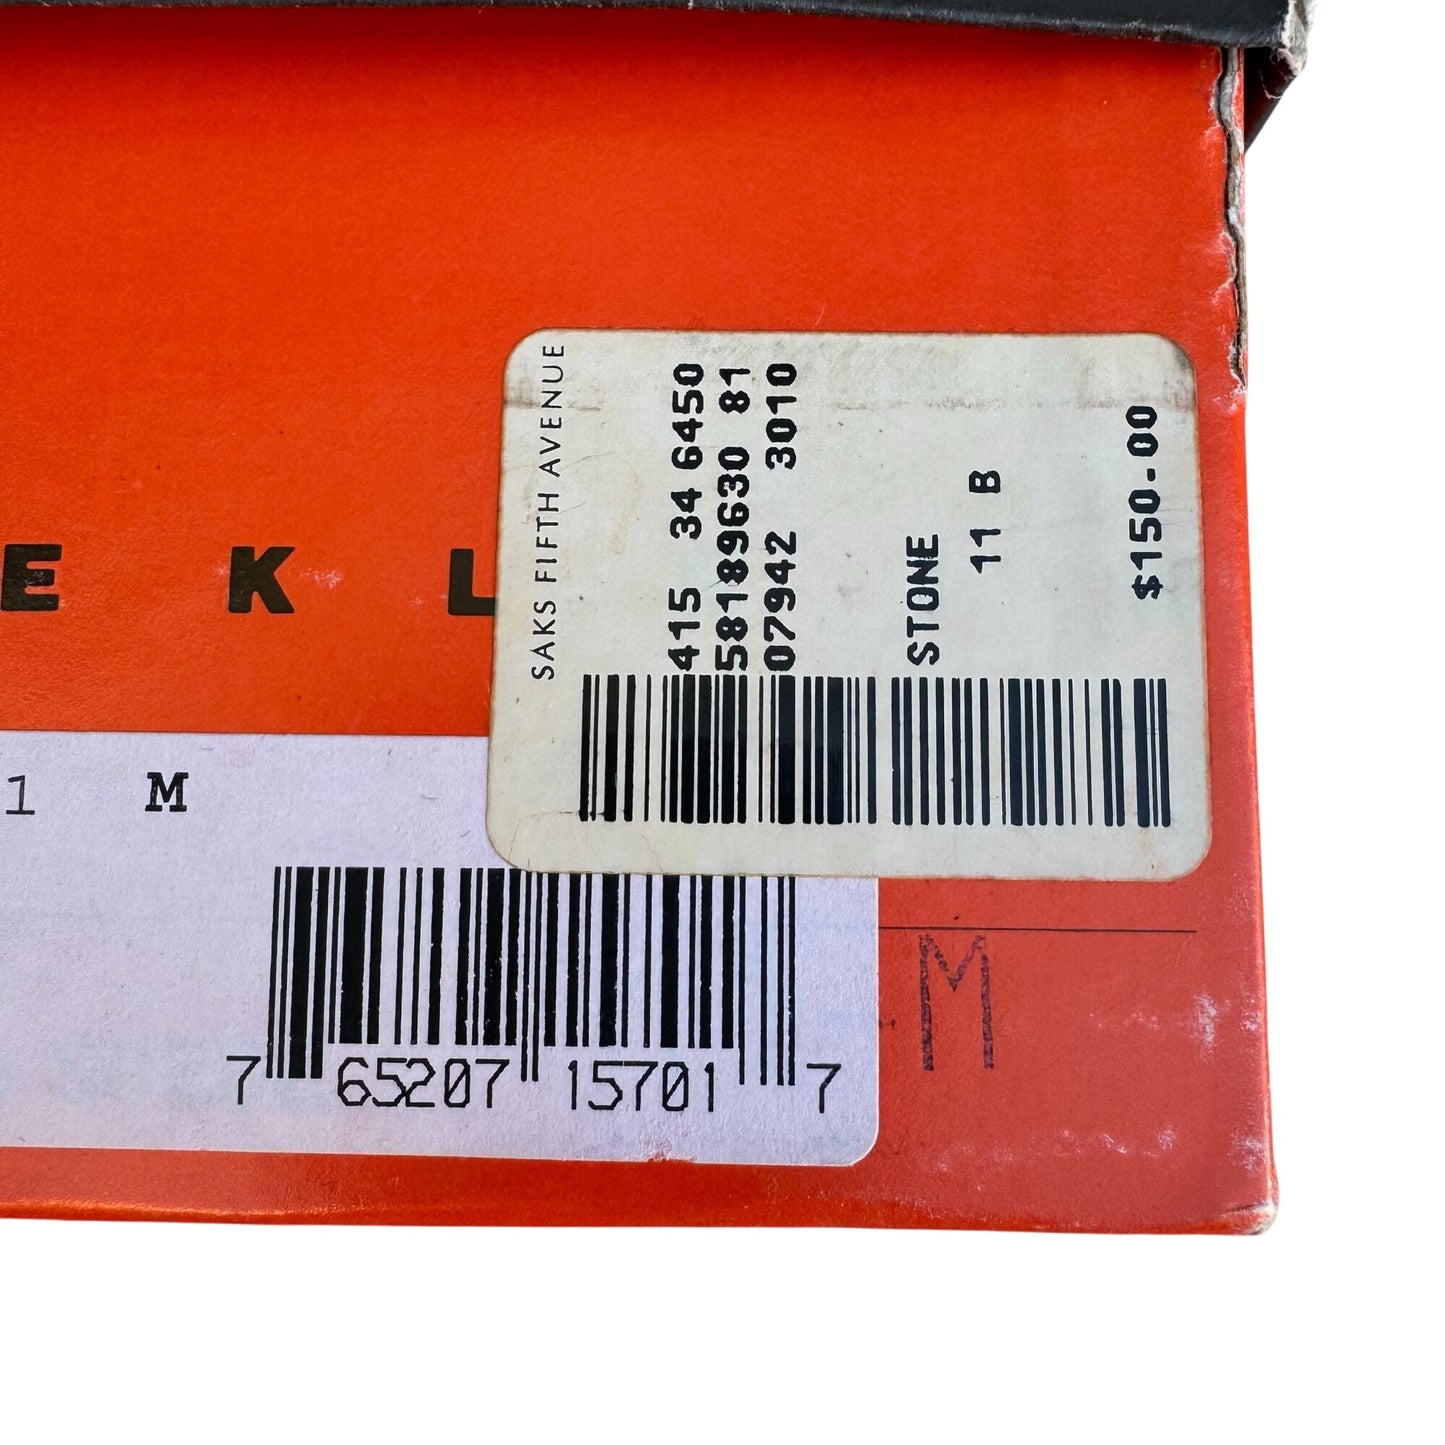 SAKS FIFTH AVENUE
415 34 6450
58189630 81
07942 3010
STONE
11 B
$150.00
E K L
1 M
7 65207 15701 7
M